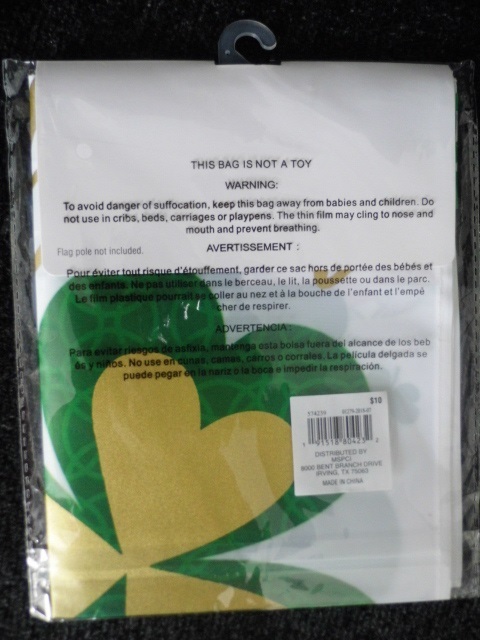 THIS BAG IS NOT A TOY
WARNING:
To avoid danger of suffocation, keep this bag away from babies and children. Do
not use in cribs, beds, carriages or playpens. The thin film may cling to nose and
mouth and prevent breathing.
Flag pole not included.
AVERTISSEMENT :
Pour éviter tout risque d'étouffement, garder ce sac hors de portée des bébés et
des enfants. Ne pas utiliser dans le berceau, le lit, la poussette ou dans le parc.
Le film plastique pourrait se coller au nez et à la bouche de l'enfant et l'empê
cher de respirer.
ADVERTENCIA :
Para evitar riesgos de asfixia, mantenga esta bolsa fuera del alcance de los beb
és y niños. No use en cunas, camas, carros o corrales. La película delgada se
puede pegar en la nariz o la boca e impedir la respiración.
$10
514239
1 91518 80423 2
DISTRIBUTED BY
MSPCI
8000 BENT BRANCH DRIVE
IRVING, TX 75063
MADE IN CHINA